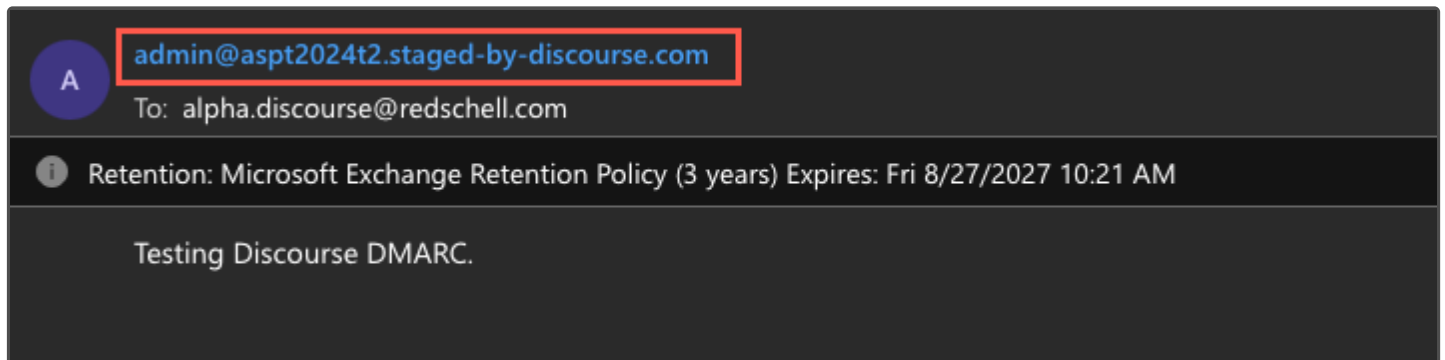 admin@aspt2024t2.staged-by-discourse.com
A
To: alpha.discourse@redschell.com
i Retention: Microsoft Exchange Retention Policy (3 years) Expires: Fri 8/27/2027 10:21 AM
Testing Discourse DMARC.